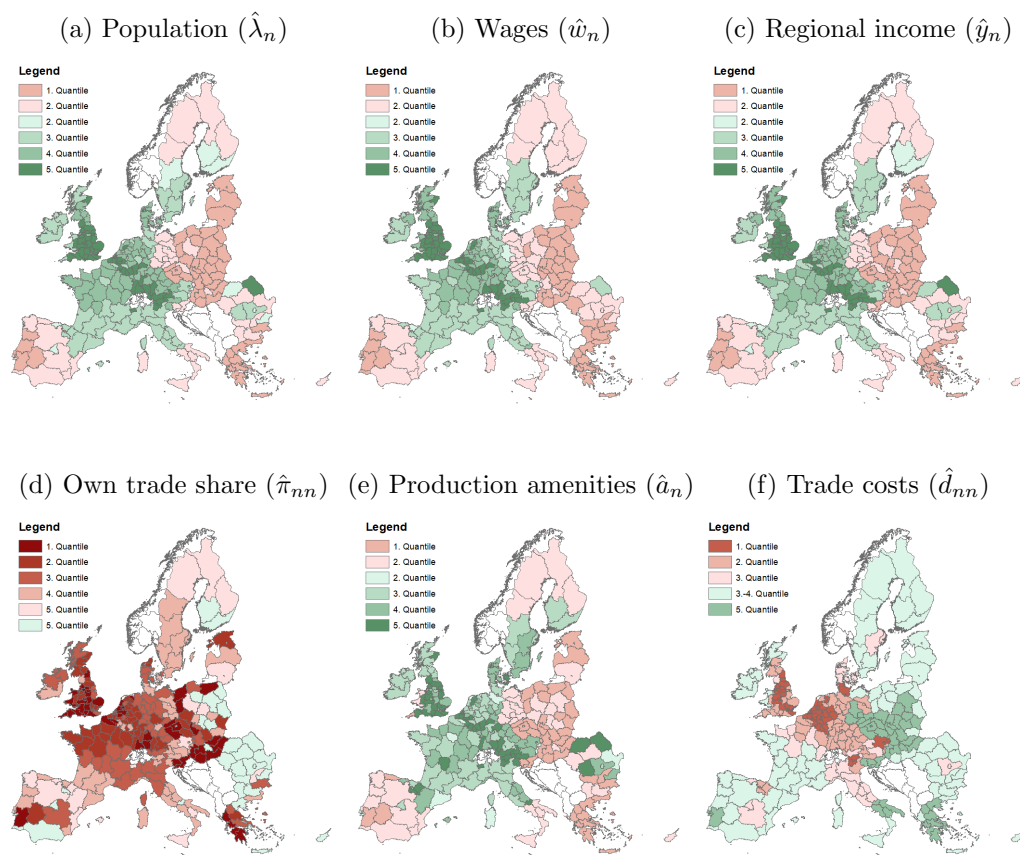 (a) Population (λ̂ₙ)
(b) Wages (ŵₙ)
(c) Regional income (ŷₙ)
Legend
1. Quantile
2. Quantile
2. Quantile
3. Quantile
4. Quantile
5. Quantile
Legend
1. Quantile
2. Quantile
2. Quantile
3. Quantile
4. Quantile
5. Quantile
Legend
1. Quantile
2. Quantile
2. Quantile
3. Quantile
4. Quantile
5. Quantile
(d) Own trade share (π̂ₙₙ)
(e) Production amenities (âₙ)
(f) Trade costs (d̂ₙₙ)
Legend
1. Quantile
2. Quantile
3. Quantile
4. Quantile
5. Quantile
5. Quantile
Legend
1. Quantile
2. Quantile
2. Quantile
3. Quantile
4. Quantile
5. Quantile
Legend
1. Quantile
2. Quantile
3. Quantile
3.-4. Quantile
5. Quantile